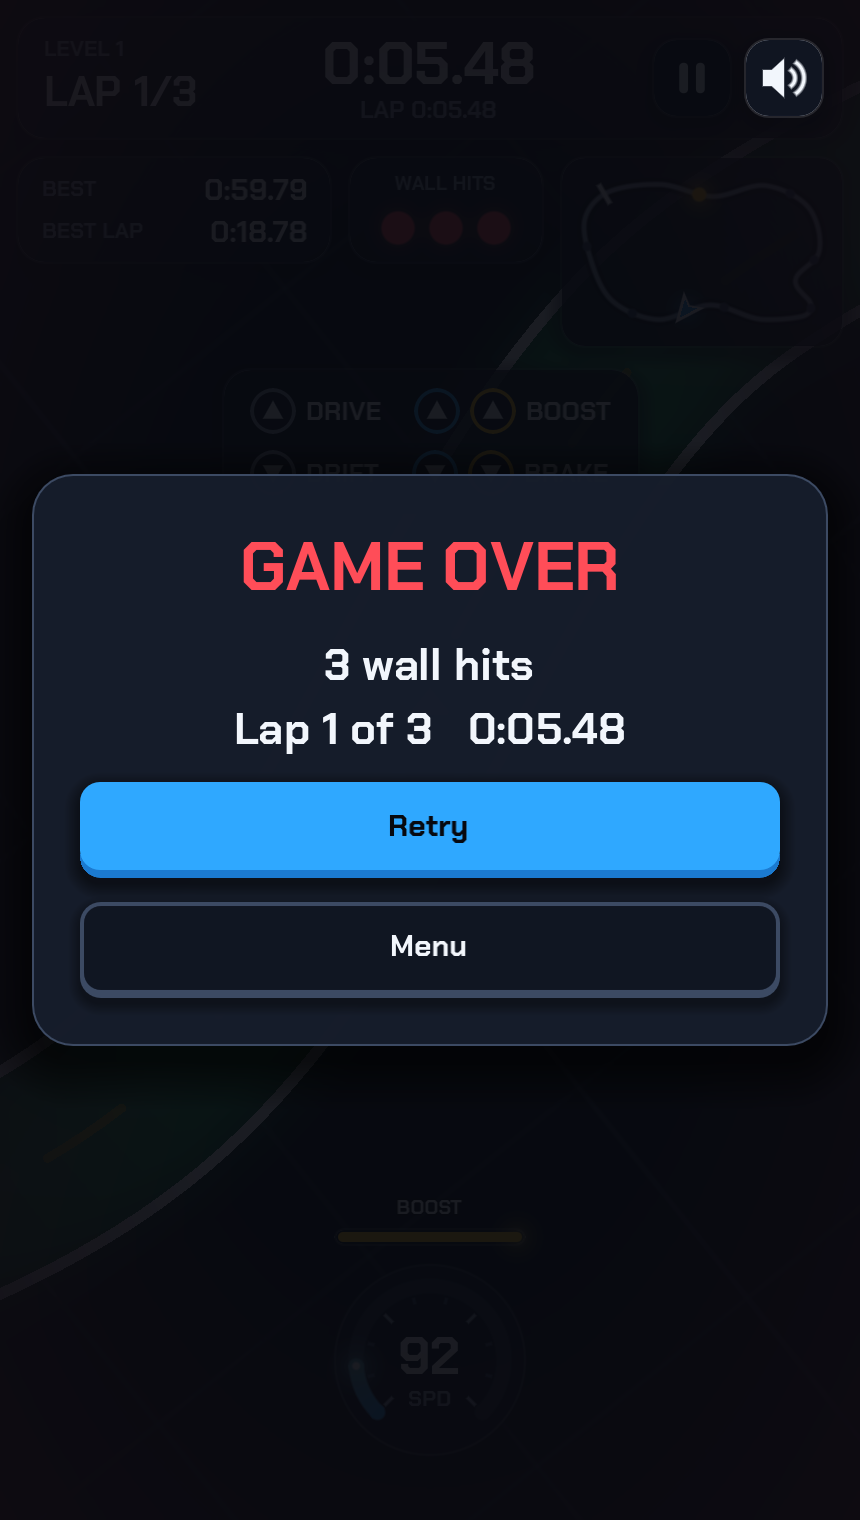 LEVEL 1
LAP 1/3
0:05.48
LAP 0:05.48
BEST 0:59.79
BEST LAP 0:18.78
WALL HITS
DRIVE BOOST
DRIFT BRAKE
GAME OVER
3 wall hits
Lap 1 of 3 0:05.48
Retry
Menu
BOOST
92
SPD